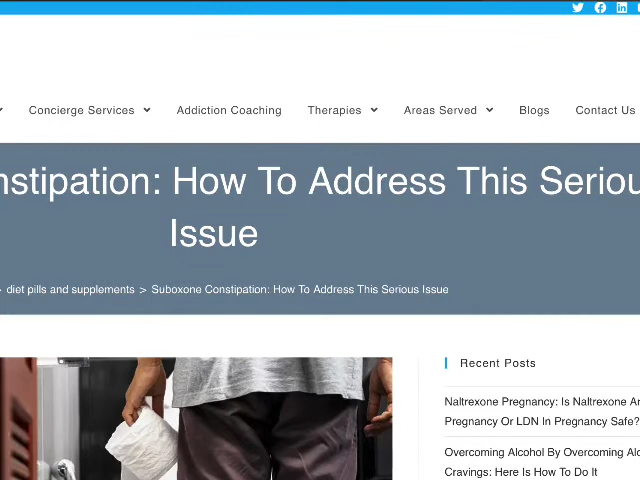 Concierge Services
Addiction Coaching
Therapies
Areas Served
Blogs
Contact Us
nstipation: How To Address This Seriou
Issue
> diet pills and supplements > Suboxone Constipation: How To Address This Serious Issue
Recent Posts
Naltrexone Pregnancy: Is Naltrexone An
Pregnancy Or LDN In Pregnancy Safe?
Overcoming Alcohol By Overcoming Alc
Cravings: Here Is How To Do It